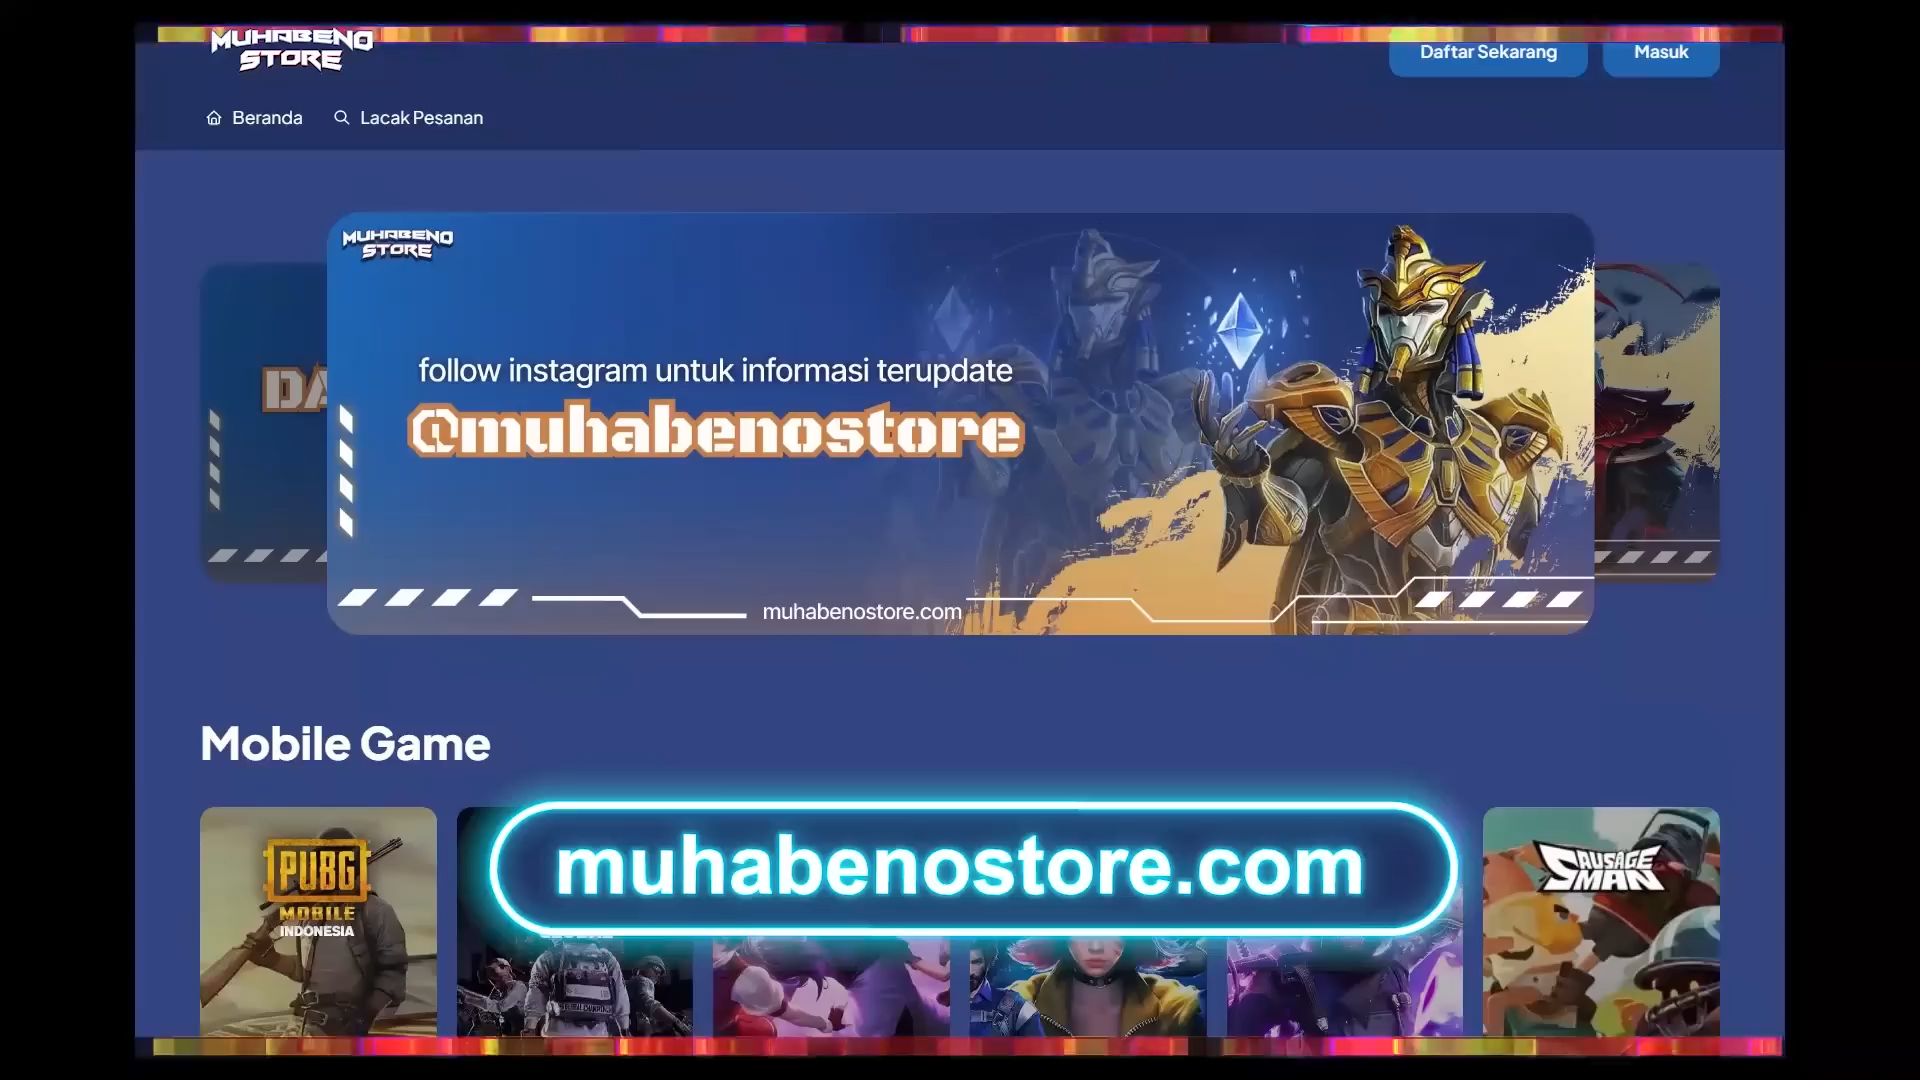 MUHABENO
STORE
Daftar Sekarang
Masuk
Beranda
Lacak Pesanan
MUHABENO
STORE
follow instagram untuk informasi terupdate
@muhabenostore
muhabenostore.com
Mobile Game
PUBG
MOBILE
INDONESIA
muhabenostore.com
SAUSAGE
MAN